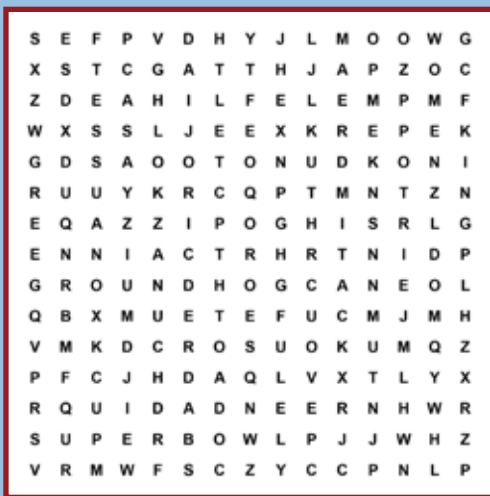 S E F P V D H Y J L M O O W G
X S T C G A T T H J A P Z O C
Z D E A H I L F E L E M P M F
W X S S L J E E X K R E P E K
G D S A O O T O N U D K O N I
R U U Y K R C Q P T M N T Z N
E Q A Z Z I P O G H I S R L G
E N N I A C T R H R T N I D P
G R O U N D H O G C A N E O L
Q B X M U E T E F U C M J M H
V M K D C R O S U O K U M Q Z
P F C J H D A Q L V X T L Y X
R Q U I D A D N E E R N H W R
S U P E R B O W L P J J W H Z
V R M W F S C Z Y C C P N L P